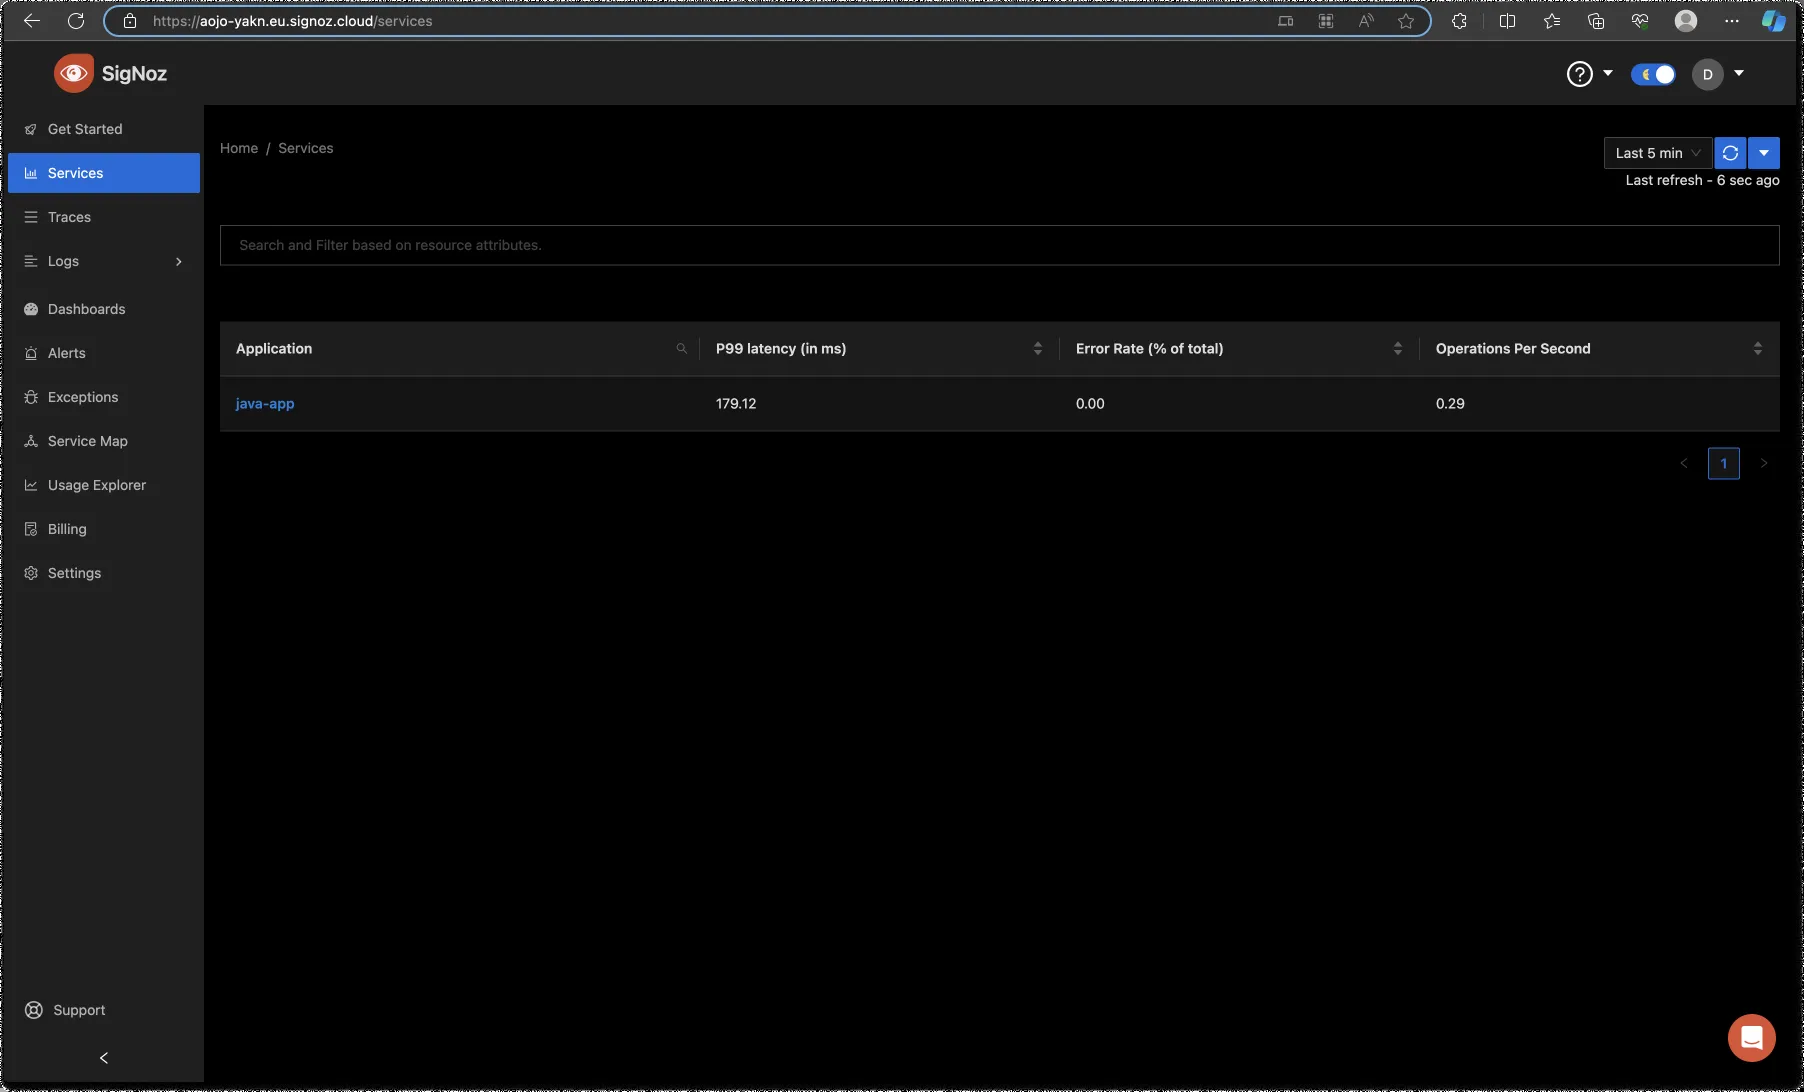 https://aojo-yakn.eu.signoz.cloud/services
SigNoz
D
Get Started
Services
Traces
Logs
Dashboards
Alerts
Exceptions
Service Map
Usage Explorer
Billing
Settings
Support
Home / Services
Last 5 min
Last refresh - 6 sec ago
Search and Filter based on resource attributes.
Application P99 latency (in ms) Error Rate (% of total) Operations Per Second
java-app 179.12 0.00 0.29
1